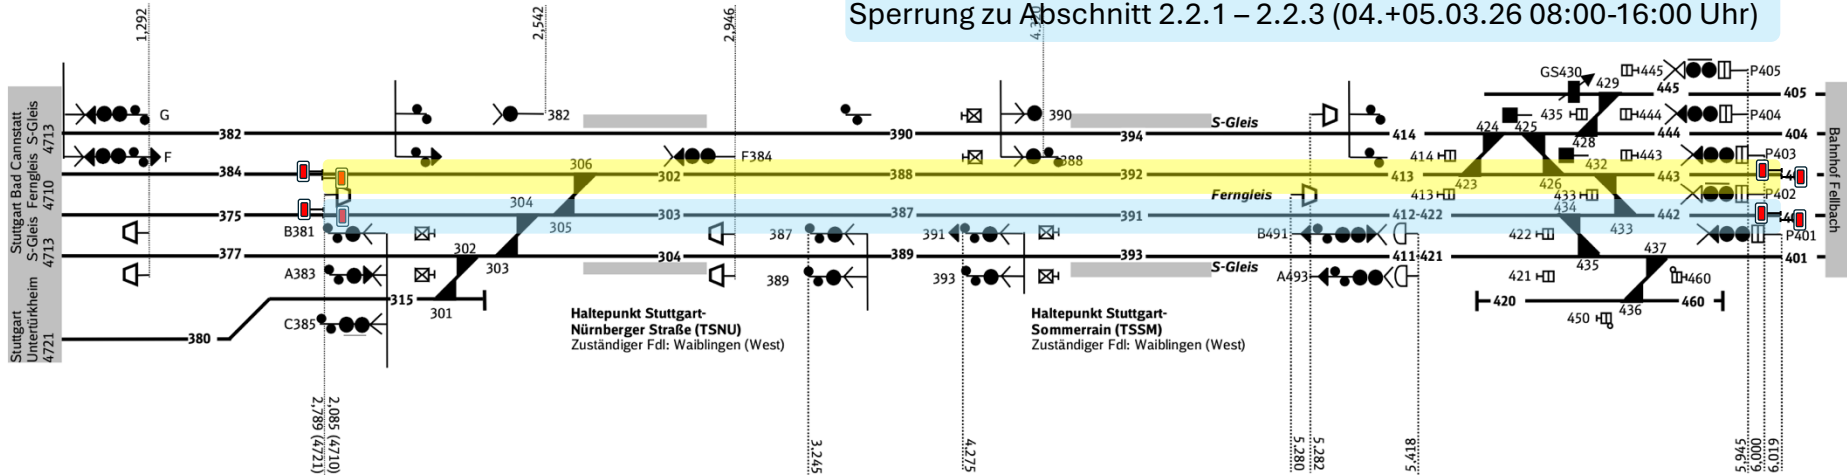 Sperrung zu Abschnitt 2.2.1 – 2.2.3 (04.+05.03.26 08:00-16:00 Uhr)
1,292
2,542
2,946
Stuttgart Bad Cannstatt
S-Gleis
4713
Ferngleis
4710
S-Gleis
4713
Stuttgart
Untertürkheim
4721
Bahnhof Fellbach
GS430
429
445
P405
445
405
G
382
390
435
444
P404
382
390
394
S-Gleis
414
424
425
428
444
404
F
F384
388
414
432
443
P403
384
306
302
388
392
413
423
426
443
304
Ferngleis
413
433
P402
375
305
303
387
391
412-422
434
433
442
B381
387
391
B491
422
P401
377
302
303
304
389
393
S-Gleis
411-421
435
437
401
A383
389
393
A493
421
460
315
301
420
436
460
C385
450
380
Haltepunkt Stuttgart-
Nürnberger Straße (TSNU)
Zuständiger Fdl: Waiblingen (West)
Haltepunkt Stuttgart-
Sommerrain (TSSM)
Zuständiger Fdl: Waiblingen (West)
2,789 (4721)
2,085 (4710)
3,245
4,275
5,280
5,282
5,418
5,965
6,000
6,019